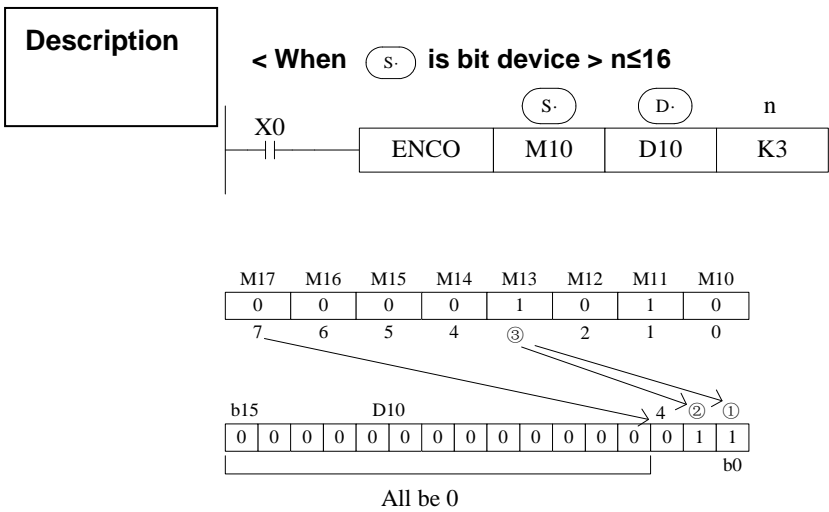 Description
< When S· is bit device > n≤16
S· D· n
X0
ENCO M10 D10 K3
M17 M16 M15 M14 M13 M12 M11 M10
0 0 0 0 1 0 1 0
7 6 5 4 ③ 2 1 0
b15 D10 4 ② ①
0 0 0 0 0 0 0 0 0 0 0 0 0 0 1 1
b0
All be 0